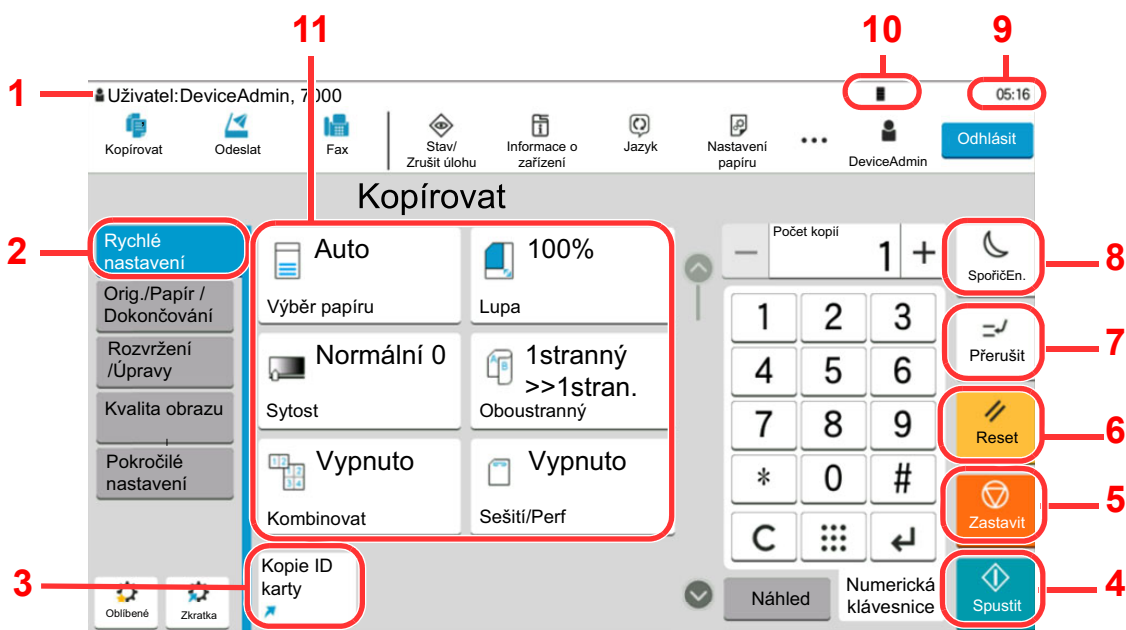 11
10
9
1
Uživatel:DeviceAdmin, 7000
05:16
Kopírovat
Odeslat
Fax
Stav/
Zrušit úlohu
Informace o
zařízení
Jazyk
Nastavení
papíru
DeviceAdmin
Odhlásit
Kopírovat
2
Rychlé
nastavení
Orig./Papír /
Dokončování
Rozvržení
/Úpravy
Kvalita obrazu
Pokročilé
nastavení
Auto
Výběr papíru
100%
Lupa
Normální 0
Sytost
1stranný
>>1stran.
Oboustranný
Vypnuto
Kombinovat
Vypnuto
Sešití/Perf
3
Kopie ID
karty
Oblíbené
Zkratka
Počet kopií
− 1 +
1 2 3
4 5 6
7 8 9
* 0 #
C
Náhled
Numerická
klávesnice
SpořičEn.
8
Přerušit
7
Reset
6
Zastavit
5
Spustit
4